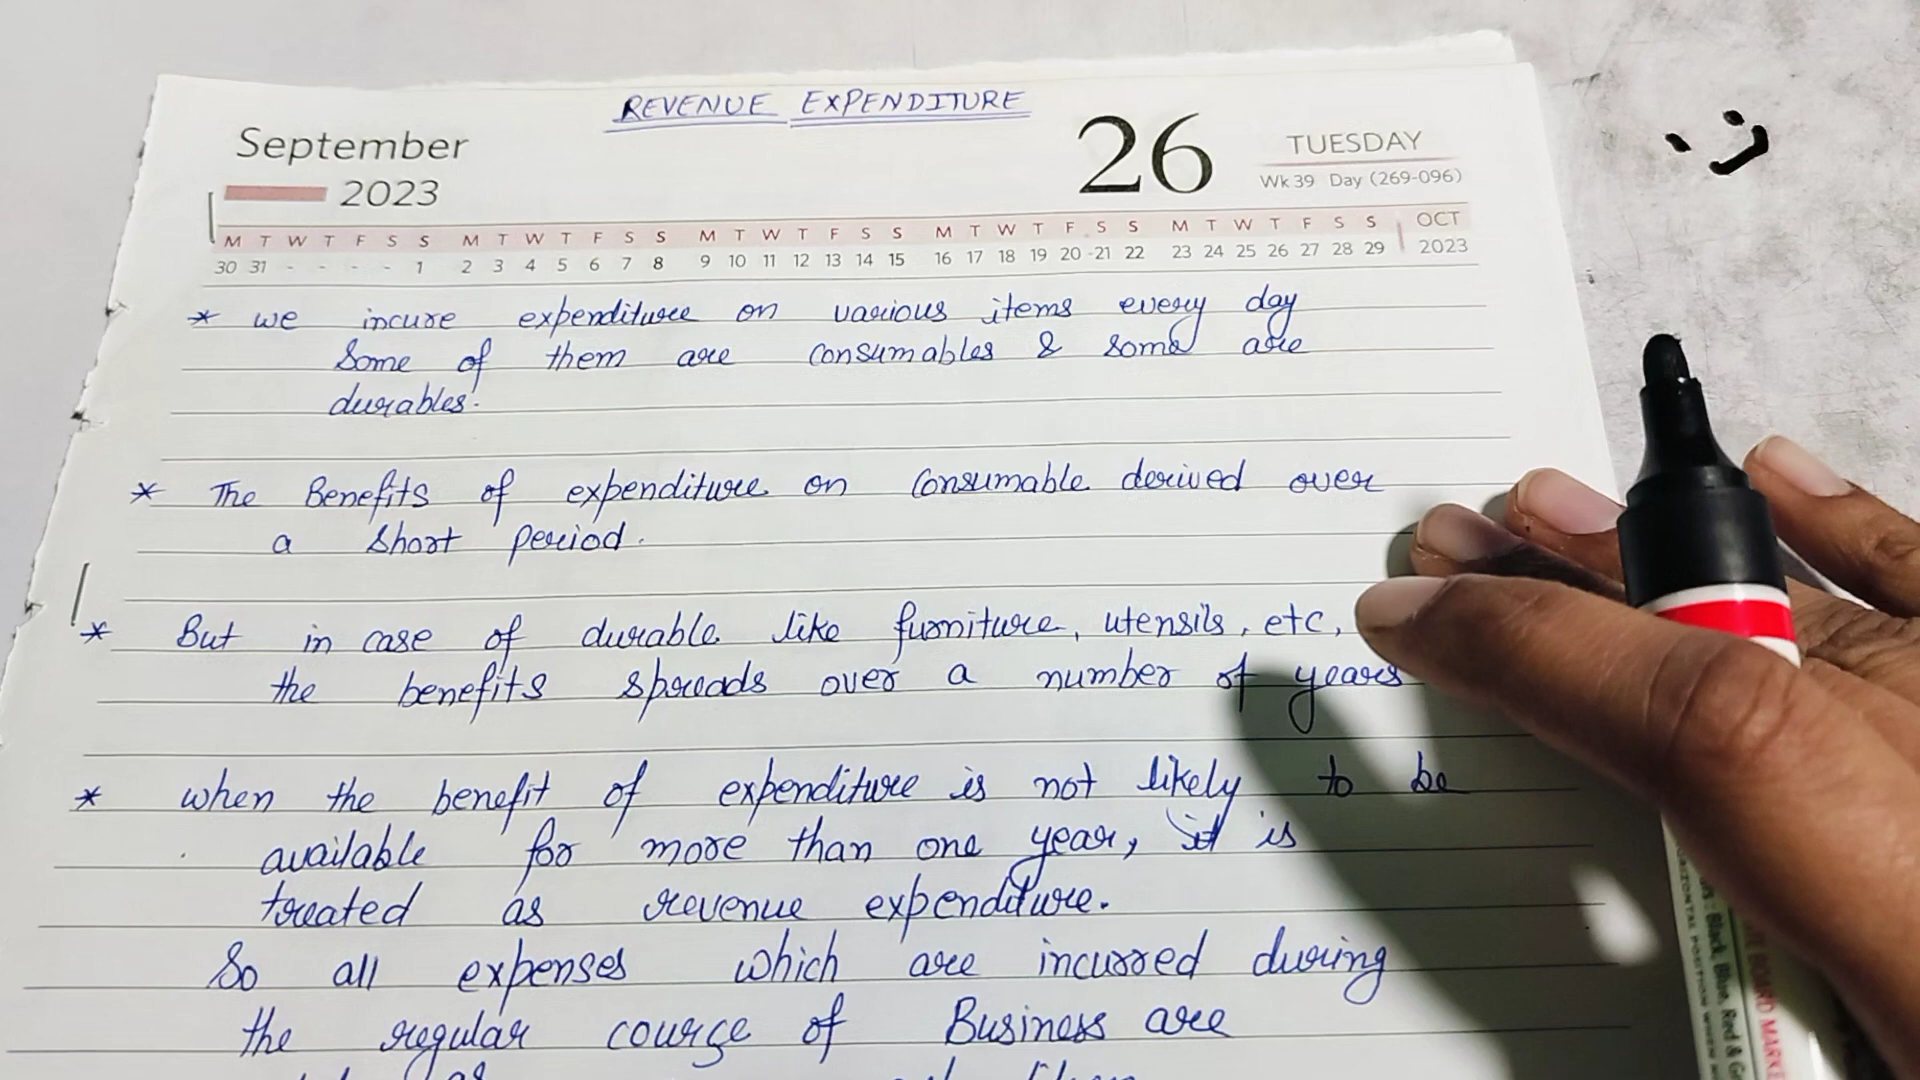 REVENUE EXPENDITURE
September
2023
26
TUESDAY
Wk 39 Day (269-096)
M T W T F S S M T W T F S S M T W T F S S M T W T F S S M T W T F S S OCT
30 31 - - - - 1 2 3 4 5 6 7 8 9 10 11 12 13 14 15 16 17 18 19 20 21 22 23 24 25 26 27 28 29 2023
* we incure expenditure on various items every day
Some of them are consumables & some are
durables.
* The Benefits of expenditure on Consumable derived over
a short period.
* But in case of durable like furniture, utensils, etc,
the benefits spreads over a number of years
* when the benefit of expenditure is not likely to be
available for more than one year, it is
treated as revenue expenditure.
So all expenses which are incurred during
the regular course of Business are
Black, Blue, Red &
BOARD MARKE